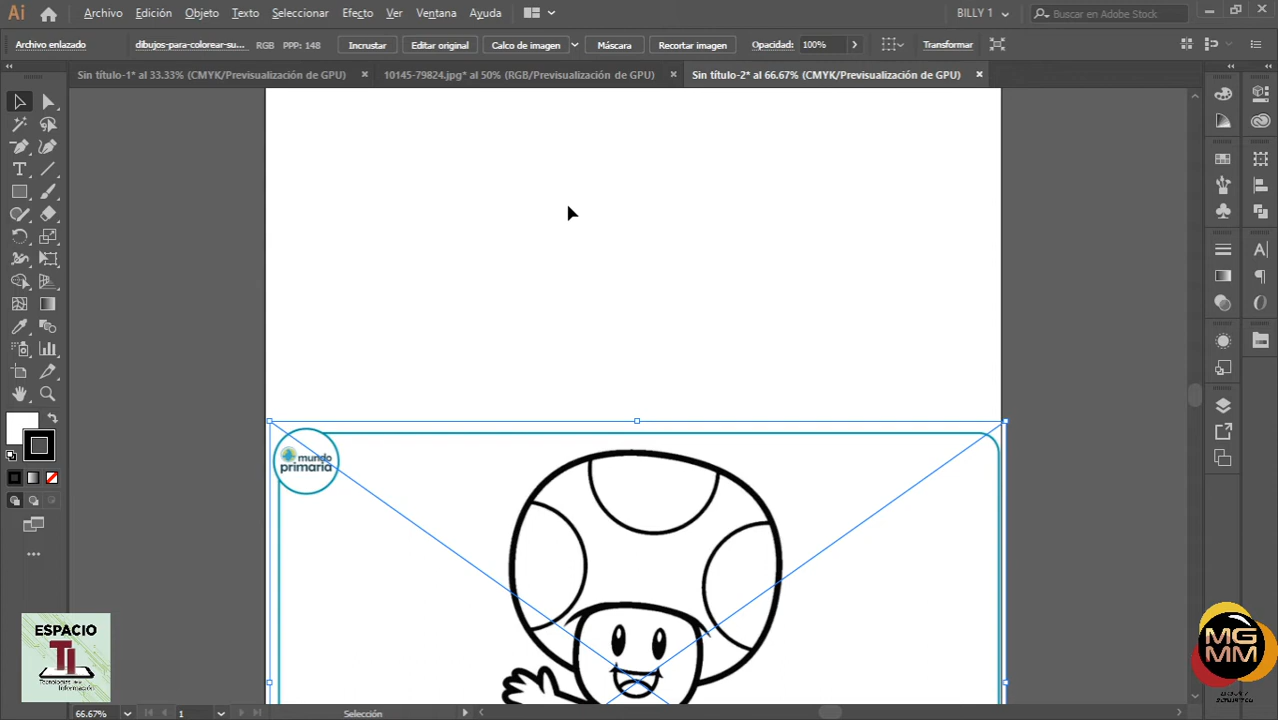 Ai Archivo Edición Objeto Texto Seleccionar Efecto Ver Ventana Ayuda BILLY 1 Buscar en Adobe Stock
Archivo enlazado dibujos-para-colorear-su... RGB PPP: 148 Incrustar Editar original Calco de imagen Máscara Recortar imagen Opacidad: 100% Transformar
Sin título-1* al 33.33% (CMYK/Previsualización de GPU) 10145-79824.jpg* al 50% (RGB/Previsualización de GPU) Sin título-2* al 66.67% (CMYK/Previsualización de GPU)
mundo
primaria
ESPACIO
TI
MG
MM
66.67% 1 Selección